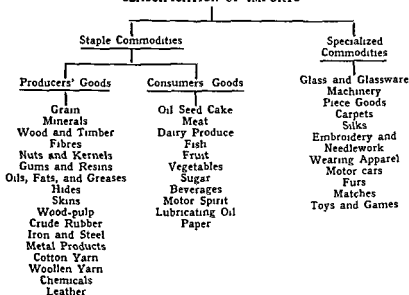 CLASSIFICATION OF IMPORTS
Staple Commodities
Specialized
Commodities
Producers' Goods
Grain
Minerals
Wood and Timber
Fibres
Nuts and Kernels
Gums and Resins
Oils, Fats, and Greases
Hides
Skins
Wood-pulp
Crude Rubber
Iron and Steel
Metal Products
Cotton Yarn
Woollen Yarn
Chemicals
Leather
Consumers Goods
Oil Seed Cake
Meat
Dairy Produce
Fish
Fruit
Vegetables
Sugar
Beverages
Motor Spirit
Lubricating Oil
Paper
Glass and Glassware
Machinery
Piece Goods
Carpets
Silks
Embroidery and
Needlework
Wearing Apparel
Motor cars
Furs
Matches
Toys and Games